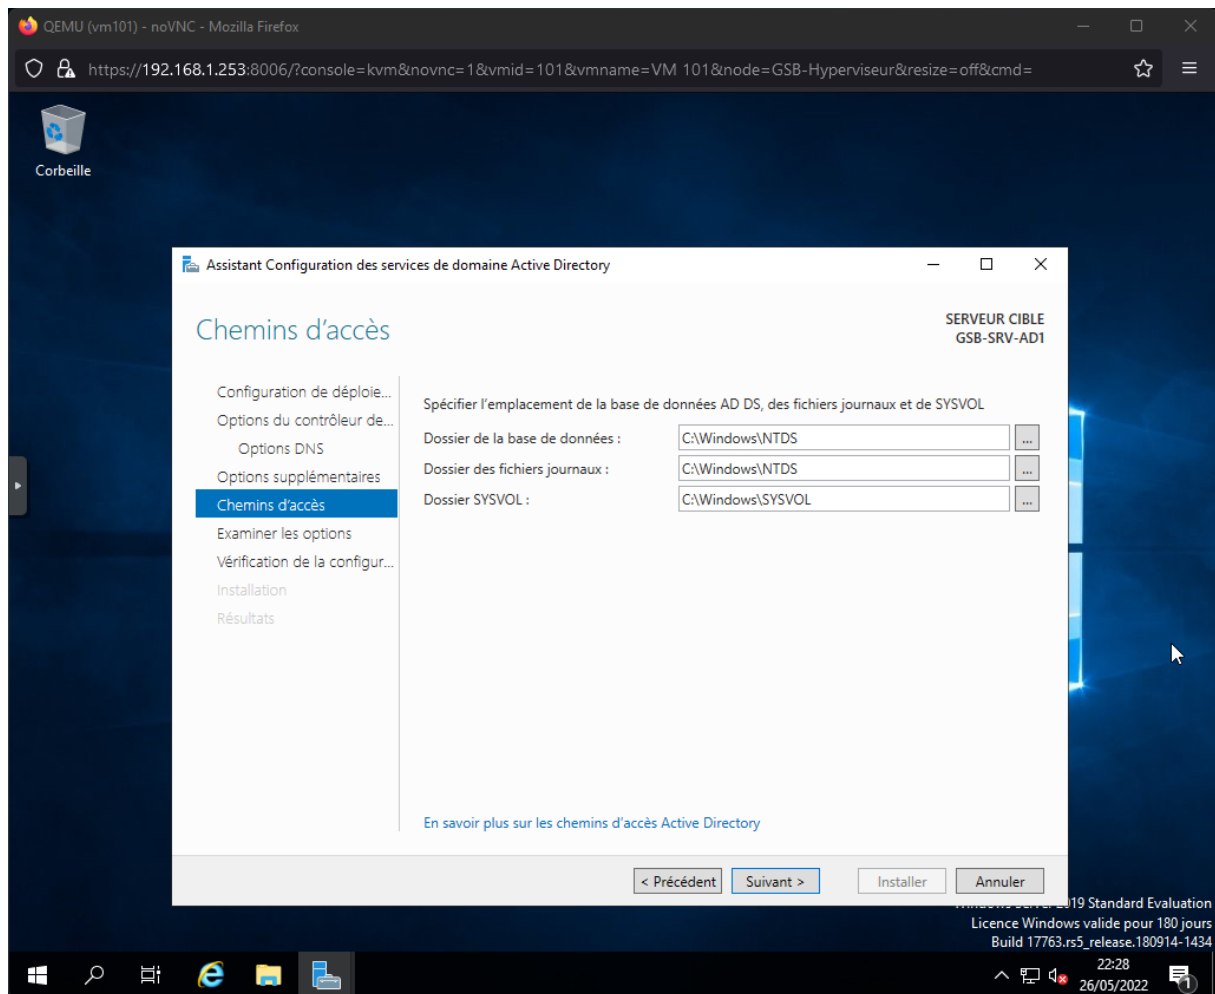 QEMU (vm101) - noVNC - Mozilla Firefox
https://192.168.1.253:8006/?console=kvm&novnc=1&vmid=101&vmname=VM 101&node=GSB-Hyperviseur&resize=off&cmd=
Corbeille
Assistant Configuration des services de domaine Active Directory
Chemins d'accès
SERVEUR CIBLE
GSB-SRV-AD1
Configuration de déploie...
Options du contrôleur de...
Options DNS
Options supplémentaires
Chemins d'accès
Examiner les options
Vérification de la configur...
Installation
Résultats
Spécifier l'emplacement de la base de données AD DS, des fichiers journaux et de SYSVOL
Dossier de la base de données : C:\Windows\NTDS ...
Dossier des fichiers journaux : C:\Windows\NTDS ...
Dossier SYSVOL : C:\Windows\SYSVOL ...
En savoir plus sur les chemins d'accès Active Directory
< Précédent Suivant > Installer Annuler
19 Standard Evaluation
Licence Windows valide pour 180 jours
Build 17763.rs5_release.180914-1434
22:28
26/05/2022
1